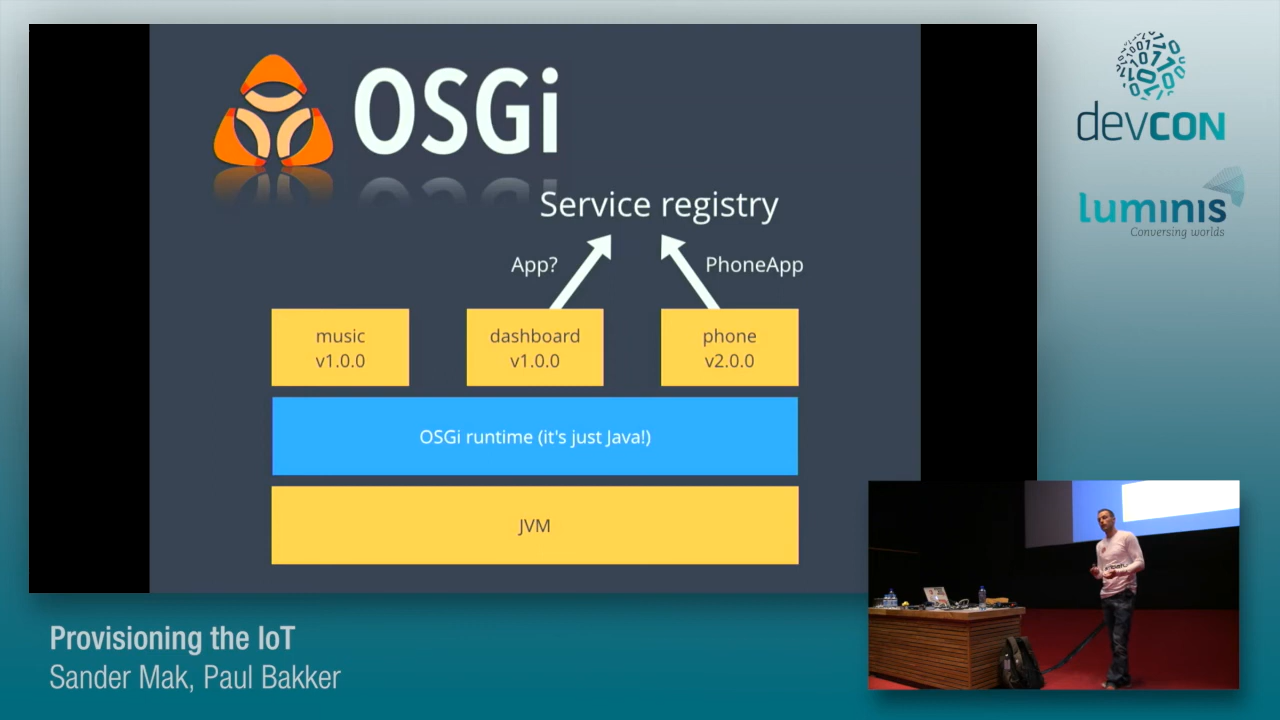 OSGi
Service registry
App?
PhoneApp
music
v1.0.0
dashboard
v1.0.0
phone
v2.0.0
OSGi runtime (it's just Java!)
JVM
devCON
luminis
Conversing worlds
Provisioning the IoT
Sander Mak, Paul Bakker